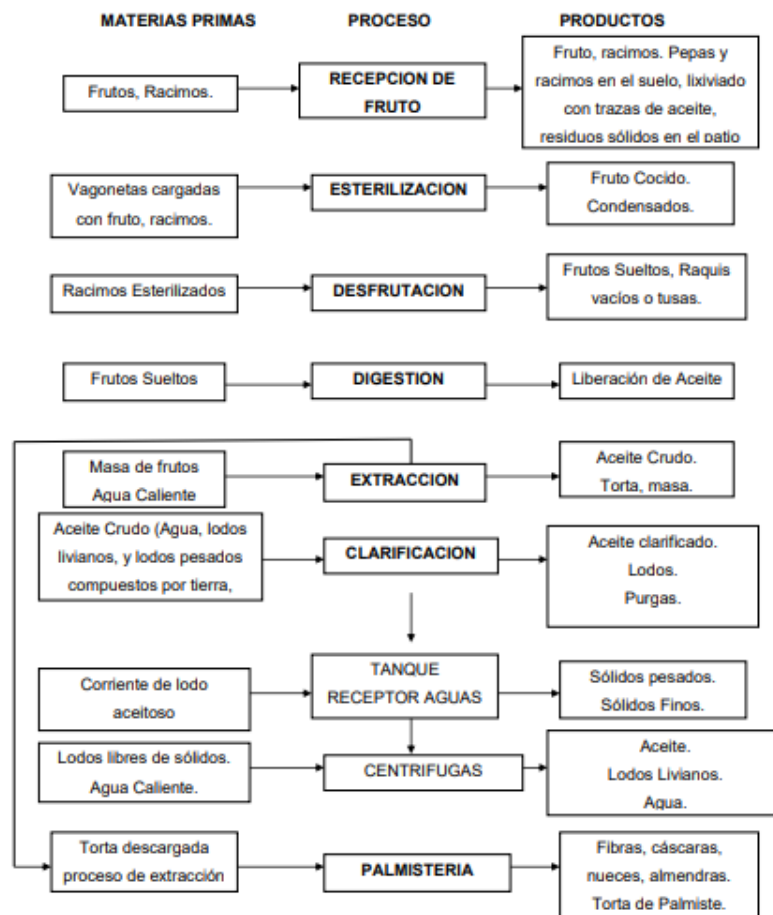 MATERIAS PRIMAS
PROCESO
PRODUCTOS
Frutos, Racimos.
RECEPCION DE
FRUTO
Fruto, racimos. Pepas y
racimos en el suelo, lixiviado
con trazas de aceite,
residuos sólidos en el patio
Vagonetas cargadas
con fruto, racimos.
ESTERILIZACION
Fruto Cocido.
Condensados.
Racimos Esterilizados
DESFRUTACION
Frutos Sueltos, Raquis
vacíos o tusas.
Frutos Sueltos
DIGESTION
Liberación de Aceite
Masa de frutos
Agua Caliente
EXTRACCION
Aceite Crudo.
Torta, masa.
Aceite Crudo (Agua, lodos
livianos, y lodos pesados
compuestos por tierra,
CLARIFICACION
Aceite clarificado.
Lodos.
Purgas.
Corriente de lodo
aceitoso
TANQUE
RECEPTOR AGUAS
Sólidos pesados.
Sólidos Finos.
Lodos libres de sólidos.
Agua Caliente.
CENTRIFUGAS
Aceite.
Lodos Livianos.
Agua.
Torta descargada
proceso de extracción
PALMISTERIA
Fibras, cáscaras,
nueces, almendras.
Torta de Palmiste.